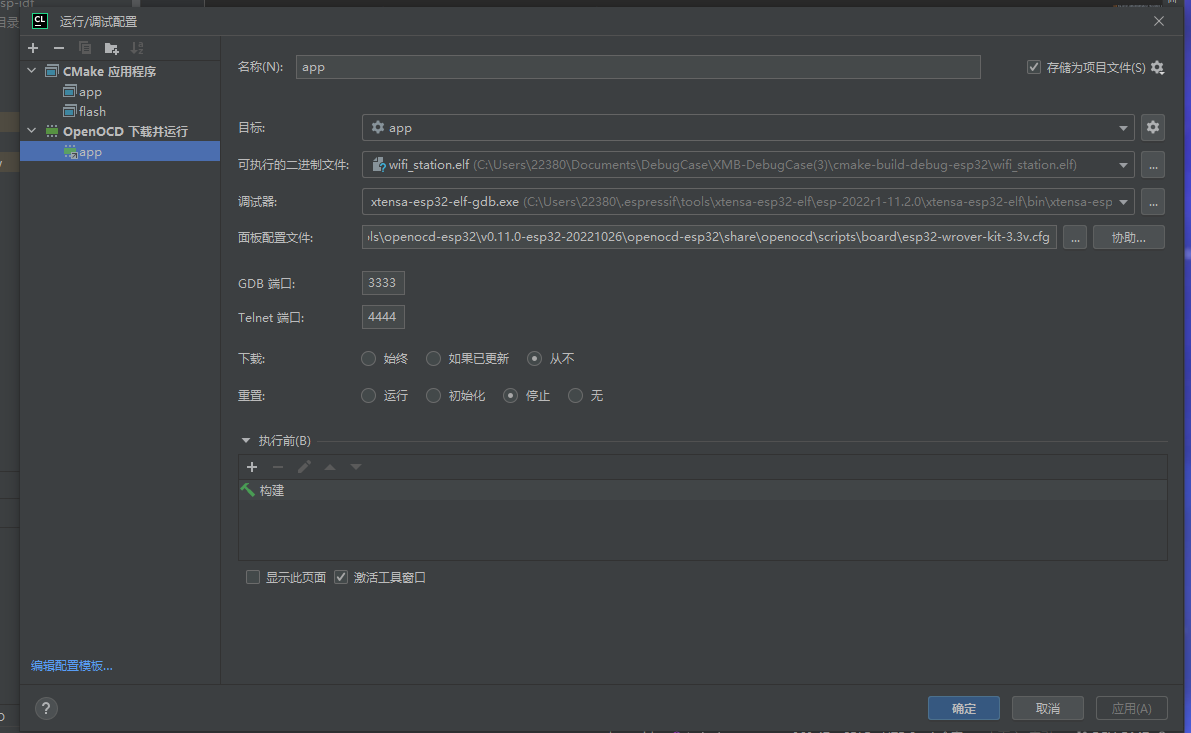 sp-idf
目录
CL 运行/调试配置
CMake 应用程序
app
flash
OpenOCD 下载并运行
app
编辑配置模板...
名称(N): app 存储为项目文件(S)
目标: app
可执行的二进制文件: wifi_station.elf (C:\Users\22380\Documents\DebugCase\XMB-DebugCase(3)\cmake-build-debug-esp32\wifi_station.elf)
...
调试器: xtensa-esp32-elf-gdb.exe (C:\Users\22380\.espressif\tools\xtensa-esp32-elf\esp-2022r1-11.2.0\xtensa-esp32-elf\bin\xtensa-esp
...
面板配置文件: ls\openocd-esp32\v0.11.0-esp32-20221026\openocd-esp32\share\openocd\scripts\board\esp32-wrover-kit-3.3v.cfg
... 协助...
GDB 端口: 3333
Telnet 端口: 4444
下载: 始终 如果已更新 从不
重置: 运行 初始化 停止 无
执行前(B)
构建
显示此页面 激活工具窗口
? 确定 取消 应用(A)